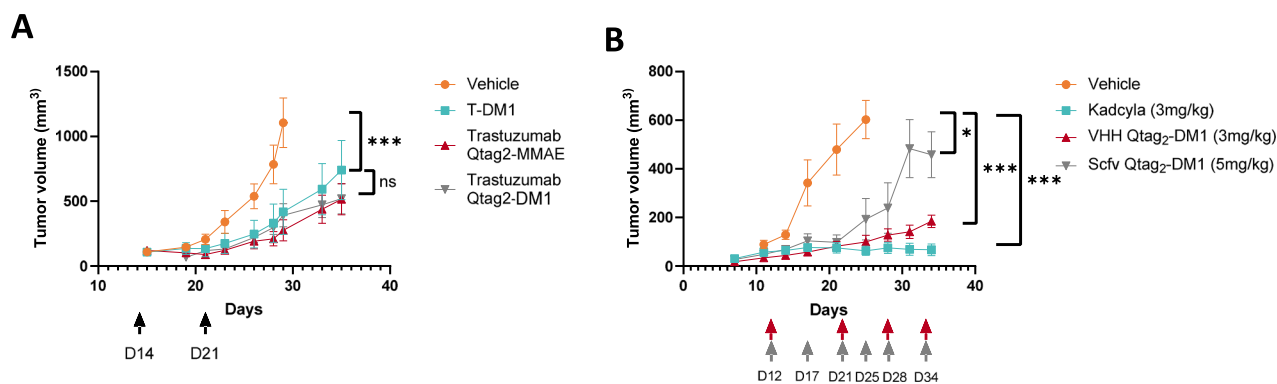 A
Tumor volume (mm³)
1500
1000
500
0
10
20
30
40
Days
D14
D21
Vehicle
T-DM1
Trastuzumab
Qtag2-MMAE
Trastuzumab
Qtag2-DM1
***
ns
B
Tumor volume (mm³)
800
600
400
200
0
0
10
20
30
40
Days
D12
D17
D21
D25
D28
D34
Vehicle
Kadcyla (3mg/kg)
VHH Qtag₂-DM1 (3mg/kg)
Scfv Qtag₂-DM1 (5mg/kg)
*
***
***